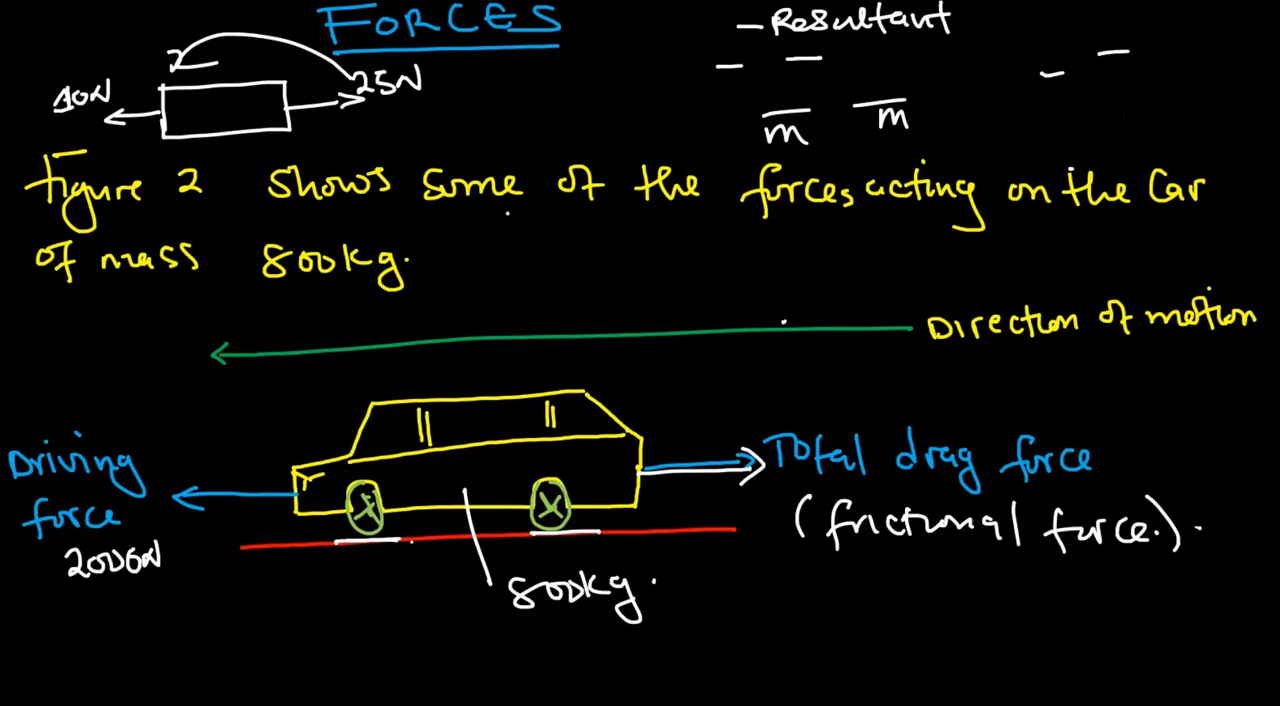 FORCES
- Resultant
10N
25N
m m
Figure 2 shows some of the forces acting on the Car
of mass 800kg.
Direction of motion
Driving
force
2000N
Total drag force
(frictional force.).
800kg.